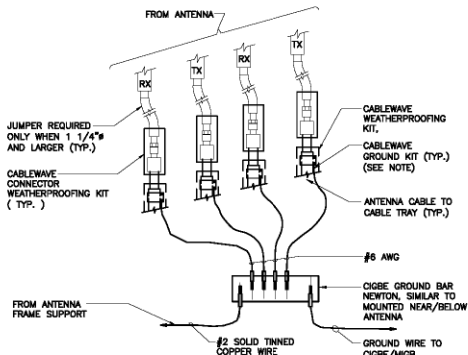 FROM ANTENNA
TX
RX
TX
RX
JUMPER REQUIRED
ONLY WHEN 1 1/4"ø
AND LARGER (TYP.)
CABLEWAVE
CONNECTOR
WEATHERPROOFING KIT
( TYP. )
CABLEWAVE
WEATHERPROOFING
KIT.
CABLEWAVE
GROUND KIT (TYP.)
(SEE NOTE)
ANTENNA CABLE TO
CABLE TRAY (TYP.)
#6 AWG
CIGBE GROUND BAR
NEWTON, SIMILAR TO
MOUNTED NEAR/BELOW
ANTENNA
FROM ANTENNA
FRAME SUPPORT
#2 SOLID TINNED
COPPER WIRE
GROUND WIRE TO
CIGBE/MIGB